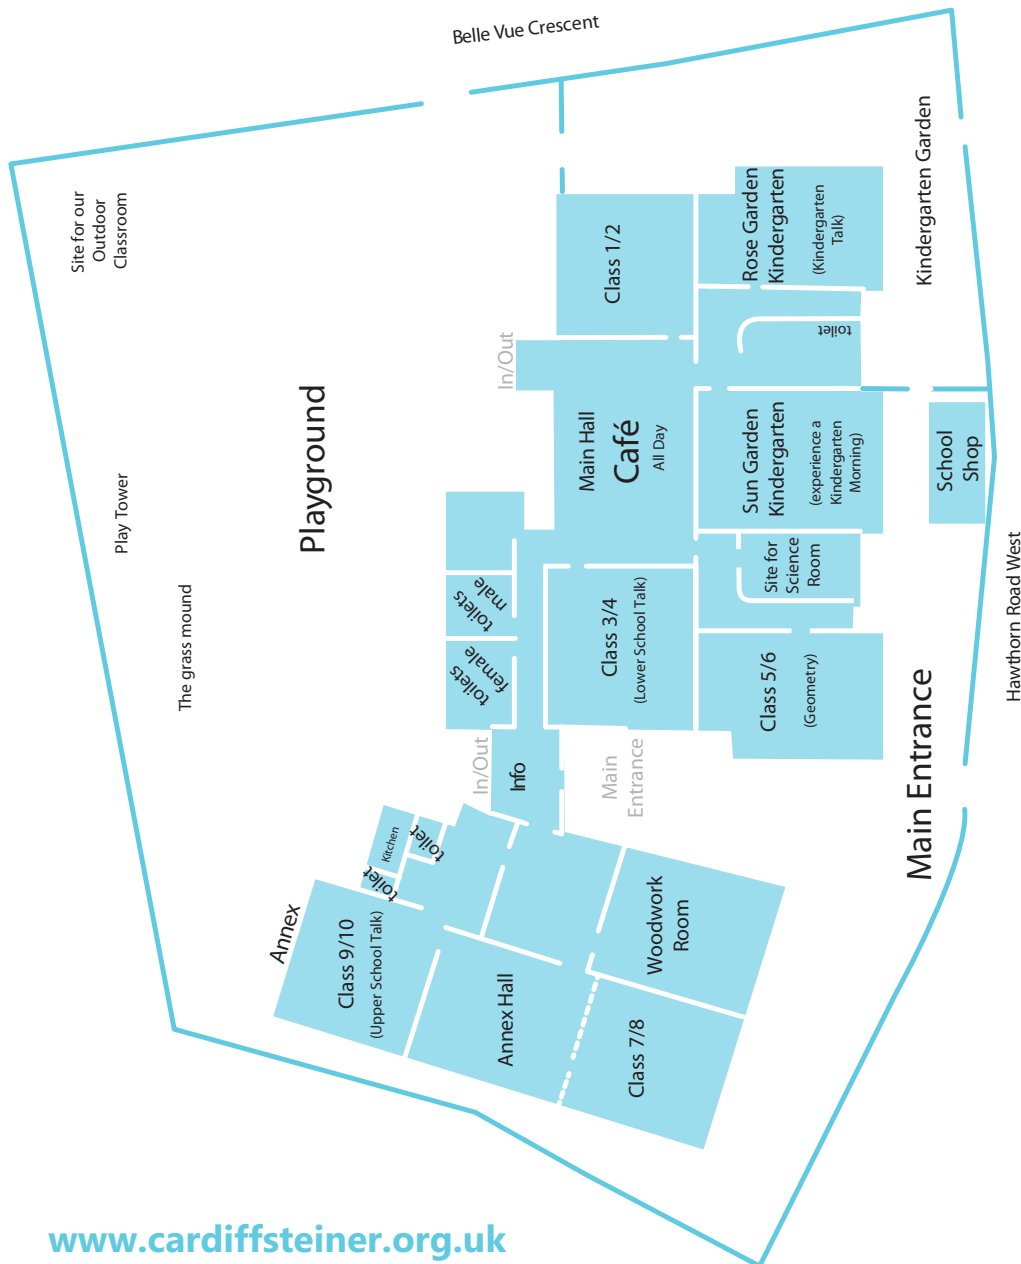 Belle Vue Crescent
Site for our
Outdoor
Classroom
Play Tower
The grass mound
Playground
Kindergarten Garden
Class 1/2
Rose Garden
Kindergarten
(Kindergarten
Talk)
toilet
In/Out
Main Hall
Café
All Day
Sun Garden
Kindergarten
(experience a
Kindergarten
Morning)
School
Shop
Site for
Science
Room
male
toilets
female
toilets
Class 3/4
(Lower School Talk)
Class 5/6
(Geometry)
Hawthorn Road West
In/Out
Info
Main
Entrance
Main Entrance
Kitchen
toilet
toilet
Annex
Class 9/10
(Upper School Talk)
Annex Hall
Woodwork
Room
Class 7/8
www.cardiffsteiner.org.uk